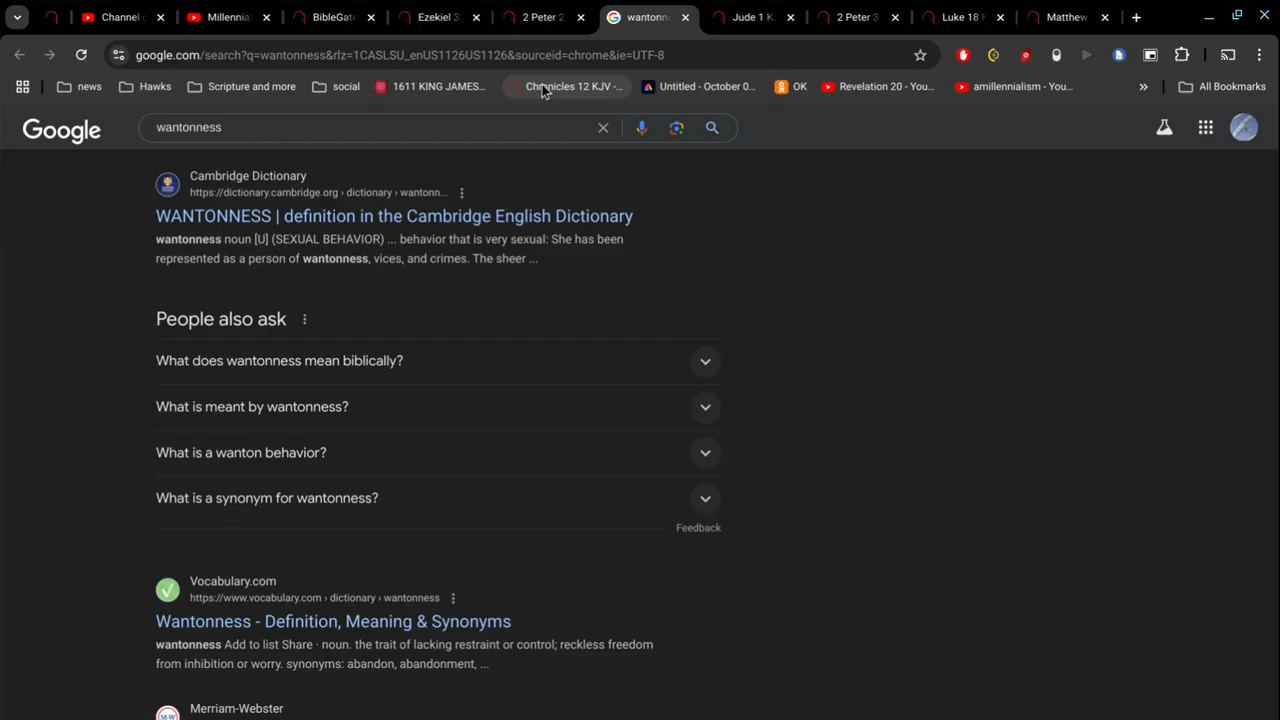 Channel
Millennial
BibleGate
Ezekiel 3
2 Peter 2
wantonn
Jude 1 K
2 Peter 3
Luke 18
Matthew
google.com/search?q=wantonness&rlz=1CASLSU_enUS1126US1126&sourceid=chrome&ie=UTF-8
news Hawks Scripture and more social 1611 KING JAMES... Chronicles 12 KJV -... Untitled - October 0... OK Revelation 20 - You... amillennialism - You... » All Bookmarks
Google wantonness
Cambridge Dictionary
https://dictionary.cambridge.org › dictionary › wantonn...
WANTONNESS | definition in the Cambridge English Dictionary
wantonness noun [U] (SEXUAL BEHAVIOR) ... behavior that is very sexual: She has been
represented as a person of wantonness, vices, and crimes. The sheer ...
People also ask
What does wantonness mean biblically?
What is meant by wantonness?
What is a wanton behavior?
What is a synonym for wantonness?
Feedback
Vocabulary.com
https://www.vocabulary.com › dictionary › wantonness
Wantonness - Definition, Meaning & Synonyms
wantonness Add to list Share · noun. the trait of lacking restraint or control; reckless freedom
from inhibition or worry. synonyms: abandon, abandonment, ...
Merriam-Webster
M-W